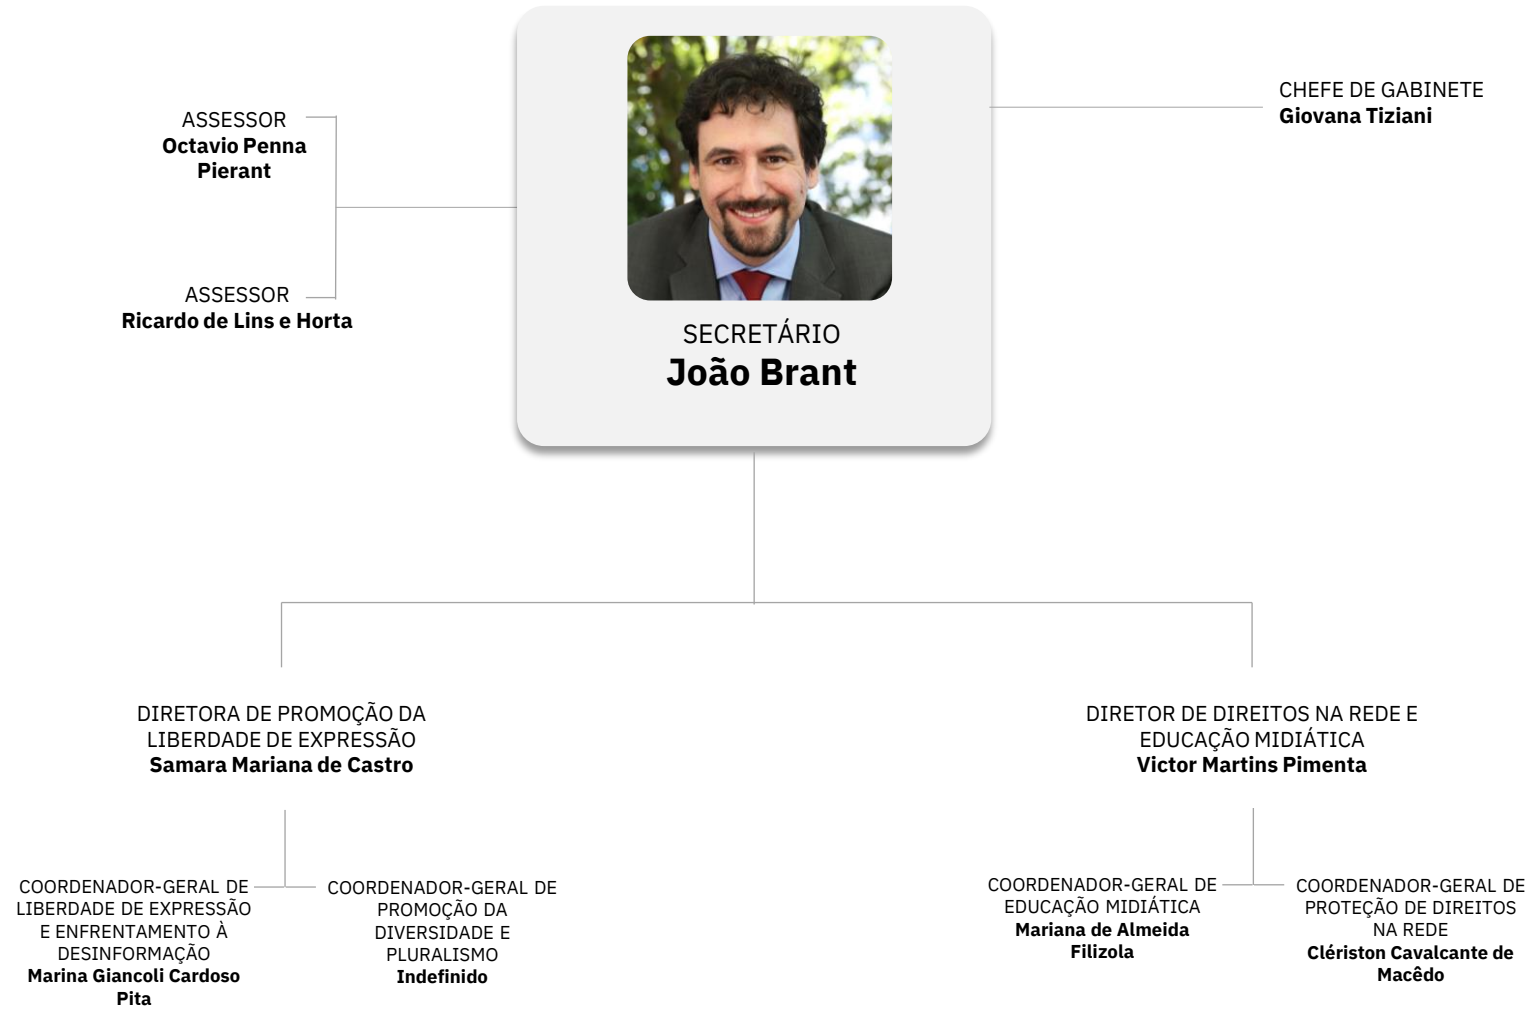 ASSESSOR
Octavio Penna
Pierant
ASSESSOR
Ricardo de Lins e Horta
SECRETÁRIO
João Brant
CHEFE DE GABINETE
Giovana Tiziani
DIRETORA DE PROMOÇÃO DA
LIBERDADE DE EXPRESSÃO
Samara Mariana de Castro
DIRETOR DE DIREITOS NA REDE E
EDUCAÇÃO MIDIÁTICA
Victor Martins Pimenta
COORDENADOR-GERAL DE
LIBERDADE DE EXPRESSÃO
E ENFRENTAMENTO À
DESINFORMAÇÃO
Marina Giancoli Cardoso
Pita
COORDENADOR-GERAL DE
PROMOÇÃO DA
DIVERSIDADE E
PLURALISMO
Indefinido
COORDENADOR-GERAL DE
EDUCAÇÃO MIDIÁTICA
Mariana de Almeida
Filizola
COORDENADOR-GERAL DE
PROTEÇÃO DE DIREITOS
NA REDE
Clériston Cavalcante de
Macêdo